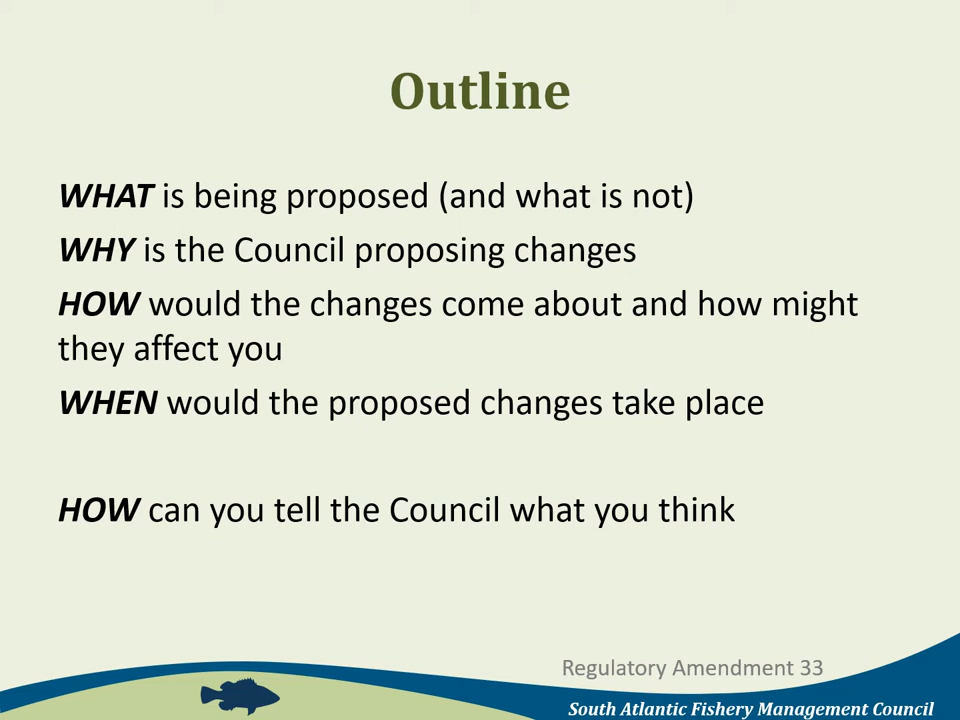 Outline
WHAT is being proposed (and what is not)
WHY is the Council proposing changes
HOW would the changes come about and how might
they affect you
WHEN would the proposed changes take place
HOW can you tell the Council what you think
Regulatory Amendment 33
South Atlantic Fishery Management Council